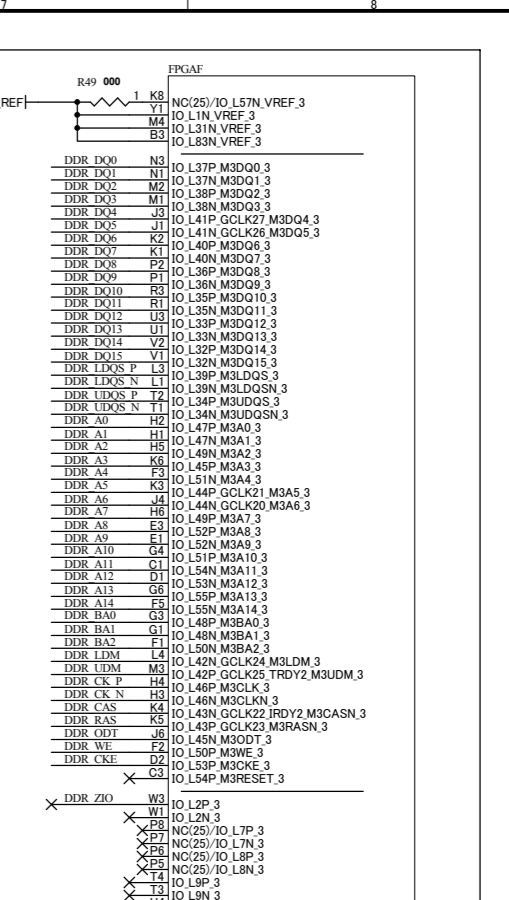 7 8
FPGAF
R49 000
REF 1 K8 NC(25)/IO_L57N_VREF_3
Y1 IO_L1N_VREF_3
M4 IO_L31N_VREF_3
B3 IO_L83N_VREF_3
DDR_DQ0 N3 IO_L37P_M3DQ0_3
DDR_DQ1 N1 IO_L37N_M3DQ1_3
DDR_DQ2 M2 IO_L38P_M3DQ2_3
DDR_DQ3 M1 IO_L38N_M3DQ3_3
DDR_DQ4 J3 IO_L41P_GCLK27_M3DQ4_3
DDR_DQ5 J1 IO_L41N_GCLK26_M3DQ5_3
DDR_DQ6 K2 IO_L40P_M3DQ6_3
DDR_DQ7 K1 IO_L40N_M3DQ7_3
DDR_DQ8 P2 IO_L36P_M3DQ8_3
DDR_DQ9 P1 IO_L36N_M3DQ9_3
DDR_DQ10 R3 IO_L35P_M3DQ10_3
DDR_DQ11 R1 IO_L35N_M3DQ11_3
DDR_DQ12 U3 IO_L33P_M3DQ12_3
DDR_DQ13 U1 IO_L33N_M3DQ13_3
DDR_DQ14 V2 IO_L32P_M3DQ14_3
DDR_DQ15 V1 IO_L32N_M3DQ15_3
DDR_LDQS_P L3 IO_L39P_M3LDQS_3
DDR_LDQS_N L1 IO_L39N_M3LDQSN_3
DDR_UDQS_P T2 IO_L34P_M3UDQS_3
DDR_UDQS_N T1 IO_L34N_M3UDQSN_3
DDR_A0 H2 IO_L47P_M3A0_3
DDR_A1 H1 IO_L47N_M3A1_3
DDR_A2 H5 IO_L49N_M3A2_3
DDR_A3 K6 IO_L45P_M3A3_3
DDR_A4 F3 IO_L51N_M3A4_3
DDR_A5 K3 IO_L44P_GCLK21_M3A5_3
DDR_A6 J4 IO_L44N_GCLK20_M3A6_3
DDR_A7 H6 IO_L49P_M3A7_3
DDR_A8 E3 IO_L52P_M3A8_3
DDR_A9 E1 IO_L52N_M3A9_3
DDR_A10 G4 IO_L51P_M3A10_3
DDR_A11 C1 IO_L54N_M3A11_3
DDR_A12 D1 IO_L53N_M3A12_3
DDR_A13 G6 IO_L55P_M3A13_3
DDR_A14 F5 IO_L55N_M3A14_3
DDR_BA0 G3 IO_L48P_M3BA0_3
DDR_BA1 G1 IO_L48N_M3BA1_3
DDR_BA2 F1 IO_L50N_M3BA2_3
DDR_LDM L4 IO_L42N_GCLK24_M3LDM_3
DDR_UDM M3 IO_L42P_GCLK25_TRDY2_M3UDM_3
DDR_CK_P H4 IO_L46P_M3CLK_3
DDR_CK_N H3 IO_L46N_M3CLKN_3
DDR_CAS K4 IO_L43N_GCLK22_IRDY2_M3CASN_3
DDR_RAS K5 IO_L43P_GCLK23_M3RASN_3
DDR_ODT J6 IO_L45N_M3ODT_3
DDR_WE F2 IO_L50P_M3WE_3
DDR_CKE D2 IO_L53P_M3CKE_3
C3 IO_L54P_M3RESET_3
DDR_ZIO W3 IO_L2P_3
W1 IO_L2N_3
P8 NC(25)/IO_L7P_3
P7 NC(25)/IO_L7N_3
P6 NC(25)/IO_L8P_3
P5 NC(25)/IO_L8N_3
T4 IO_L9P_3
T3 IO_L9N_3